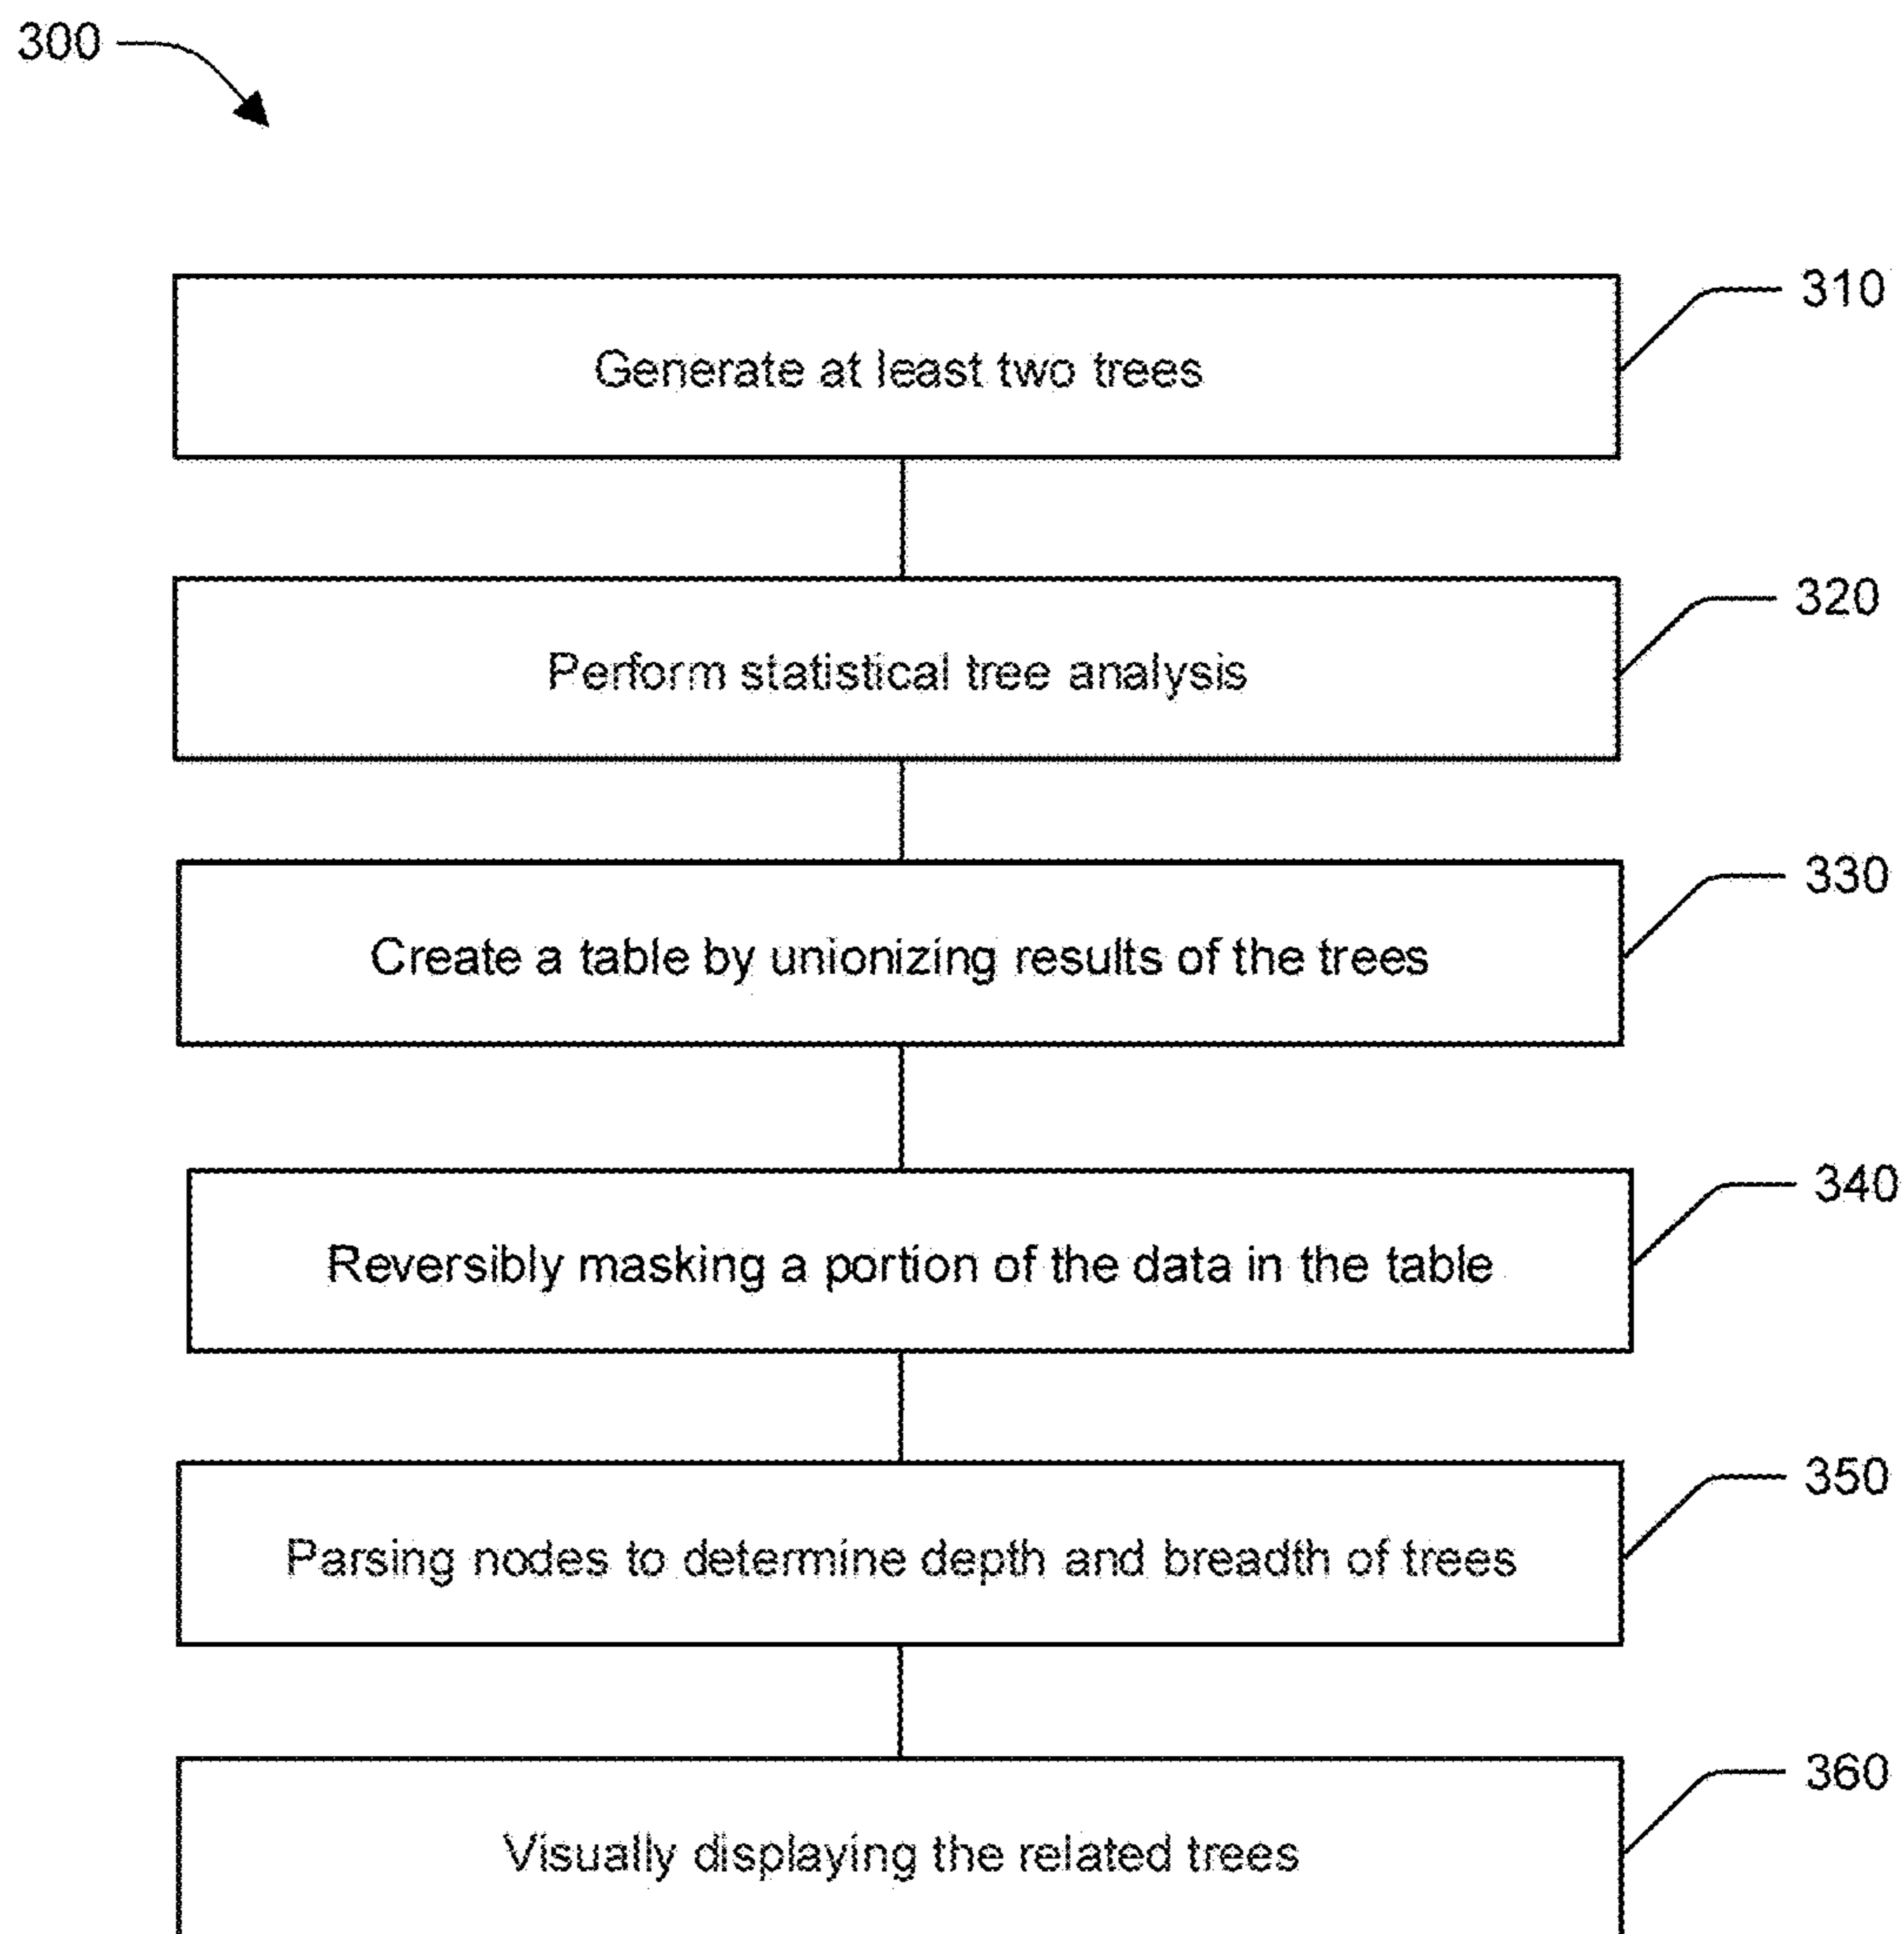 300
310
Generate at least two trees
320
Perform statistical tree analysis
330
Create a table by unionizing results of the trees
340
Reversibly masking a portion of the data in the table
350
Parsing nodes to determine depth and breadth of trees
360
Visually displaying the related trees